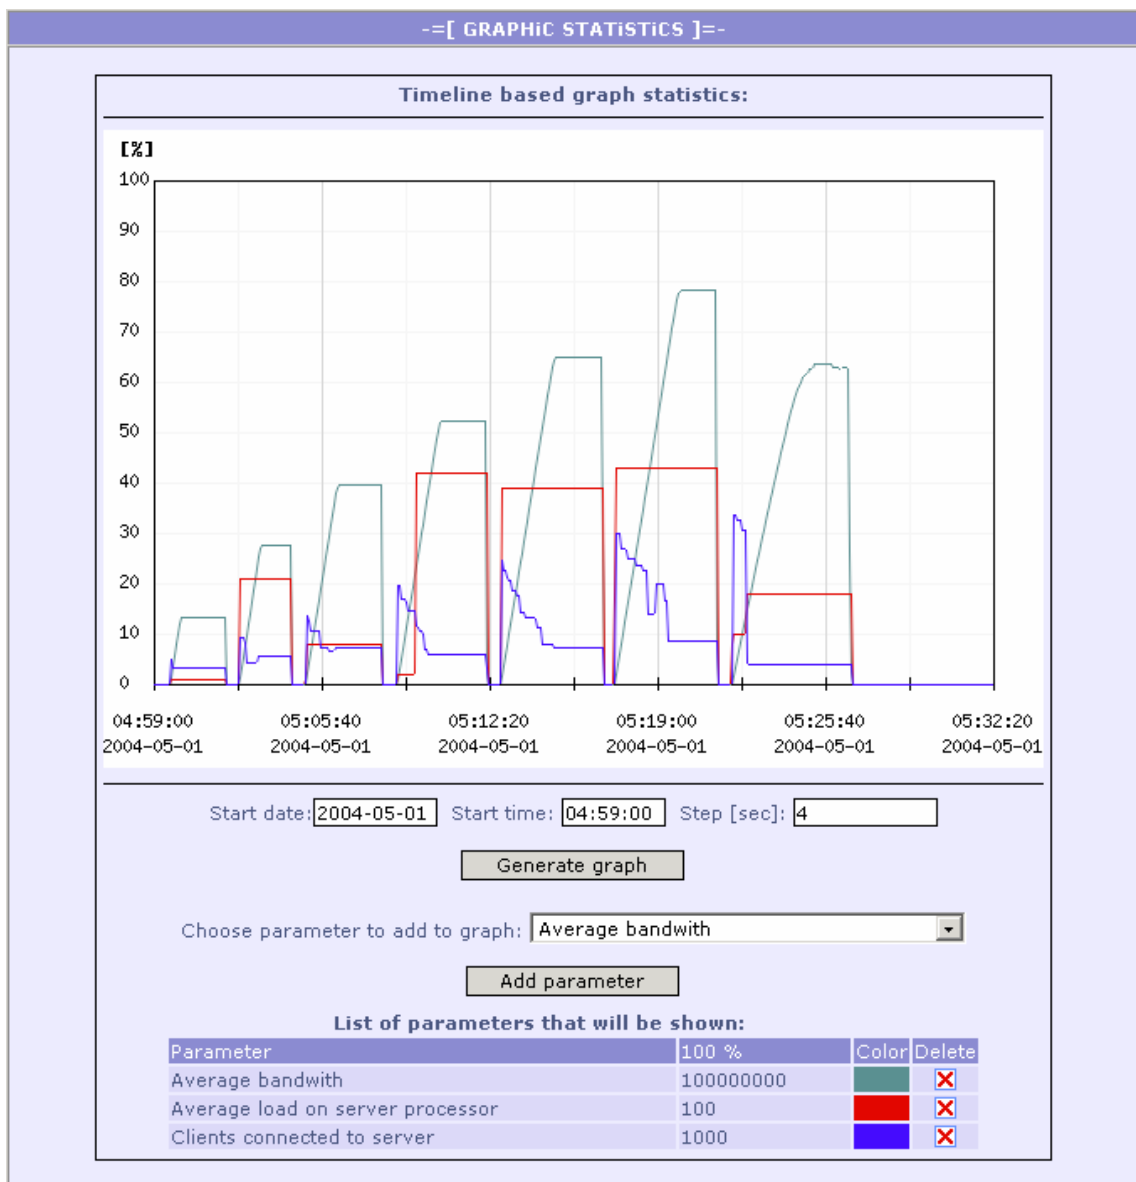 -=[ GRAPHiC STATiSTiCS ]=-
Timeline based graph statistics:
[%]
100
90
80
70
60
50
40
30
20
10
0
04:59:00 05:05:40 05:12:20 05:19:00 05:25:40 05:32:20
2004-05-01 2004-05-01 2004-05-01 2004-05-01 2004-05-01 2004-05-01
Start date: 2004-05-01 Start time: 04:59:00 Step [sec]: 4
Generate graph
Choose parameter to add to graph: Average bandwith
Add parameter
List of parameters that will be shown:
Parameter 100 % Color Delete
Average bandwith 100000000
Average load on server processor 100
Clients connected to server 1000